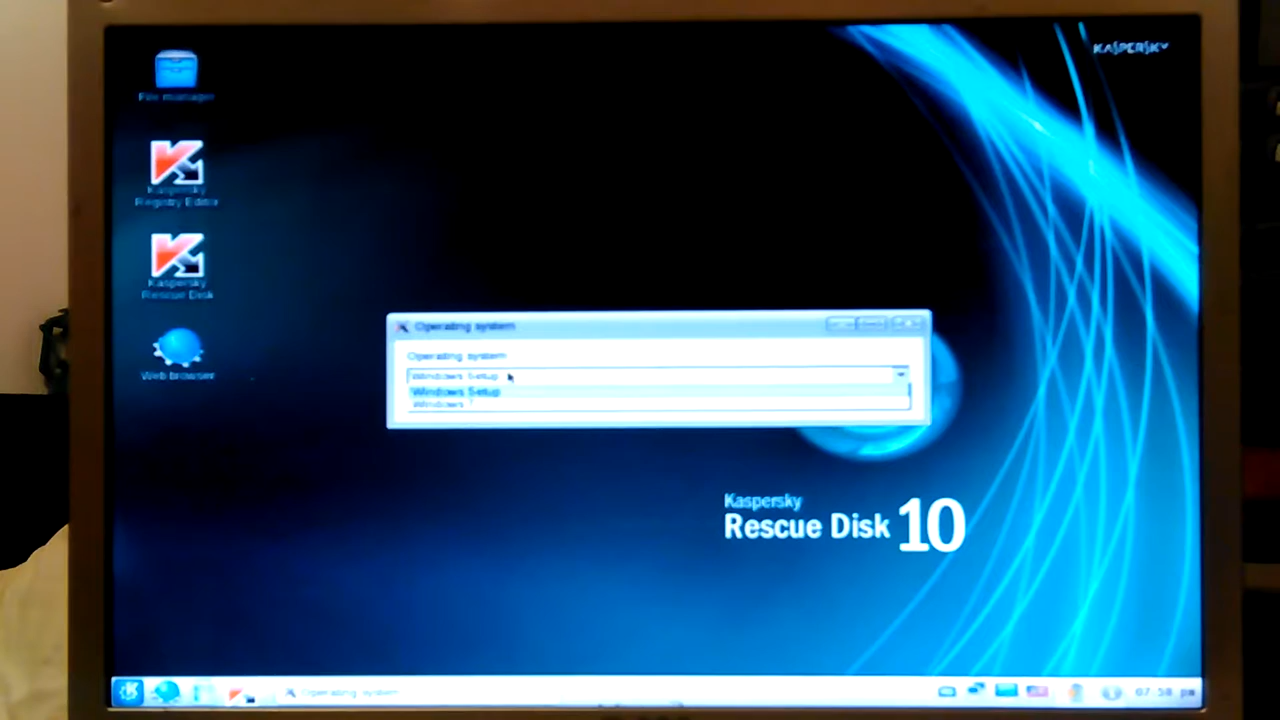 KASPERSKY
File manager
Kaspersky
Registry Editor
Kaspersky
Rescue Disk
Web browser
Operating system
Operating system
Windows Setup
Windows Setup
Windows 7
Kaspersky
Rescue Disk 10
Operating system
07:58 pm